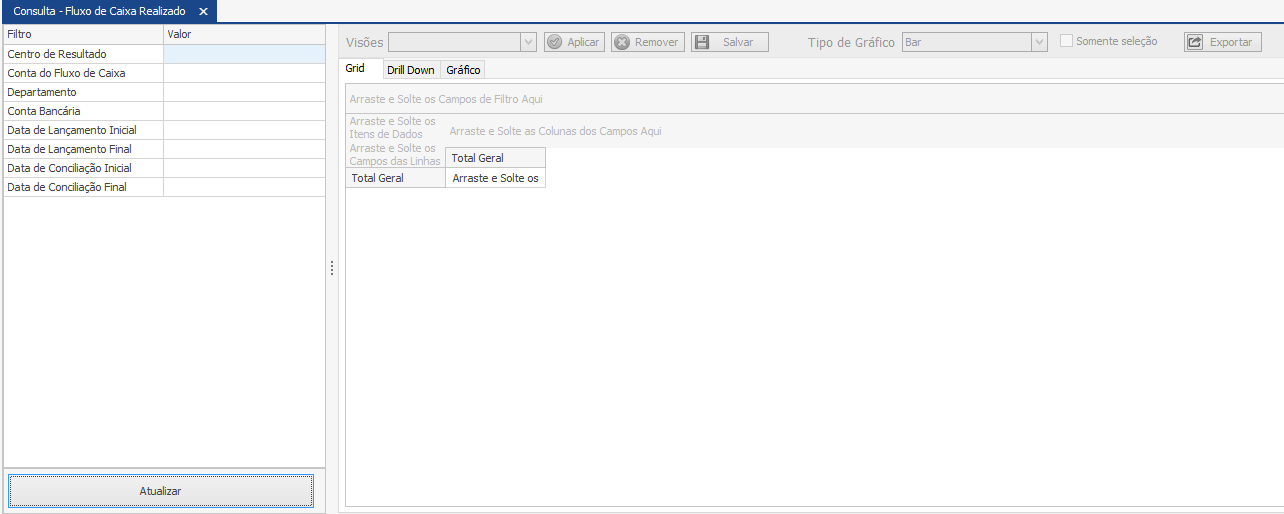 Consulta - Fluxo de Caixa Realizado
Filtro Valor
Centro de Resultado
Conta do Fluxo de Caixa
Departamento
Conta Bancária
Data de Lançamento Inicial
Data de Lançamento Final
Data de Conciliação Inicial
Data de Conciliação Final
Atualizar
Visões Aplicar Remover Salvar Tipo de Gráfico Bar Somente seleção Exportar
Grid Drill Down Gráfico
Arraste e Solte os Campos de Filtro Aqui
Arraste e Solte os
Itens de Dados
Arraste e Solte as Colunas dos Campos Aqui
Arraste e Solte os
Campos das Linhas
Total Geral
Total Geral Arraste e Solte os